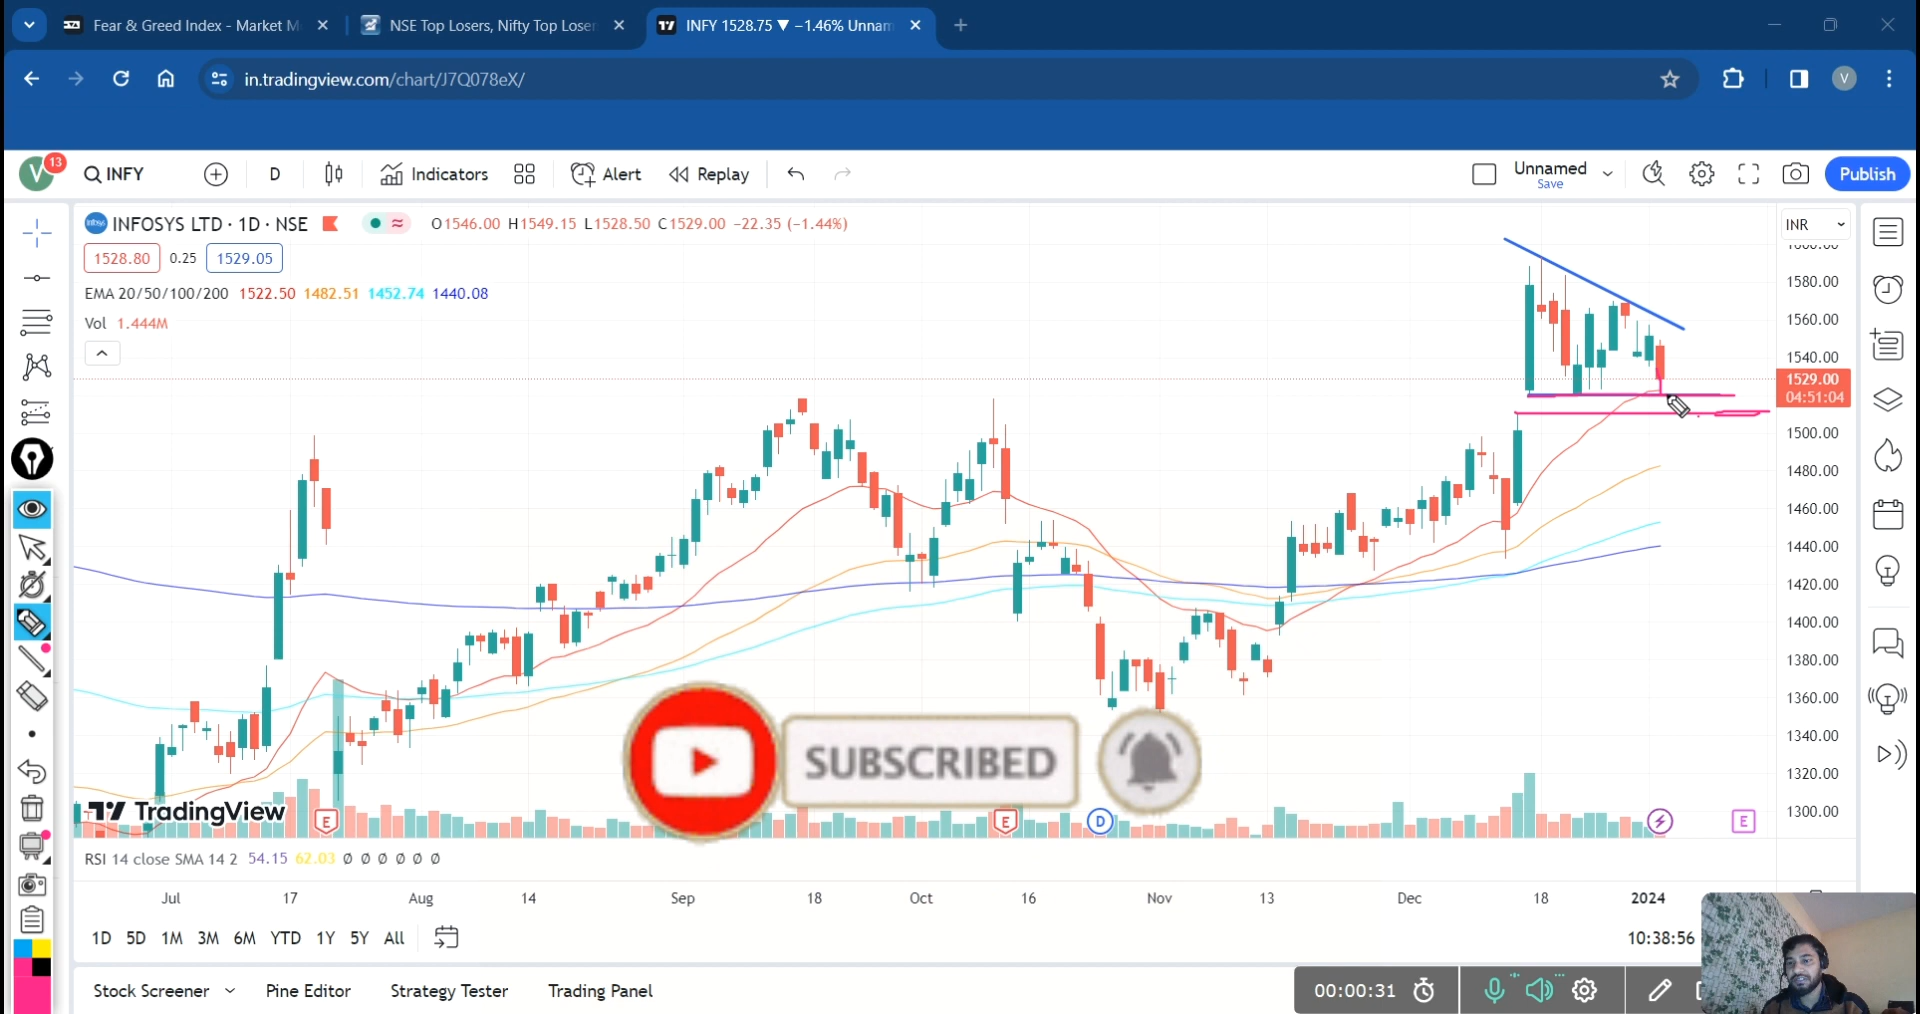 Fear & Greed Index - Market M
NSE Top Losers, Nifty Top Loser
INFY 1528.75 ▼ −1.46% Unnam
in.tradingview.com/chart/J7Q078eX/
V
V
13
INFY
D
Indicators
Alert
Replay
Unnamed
Save
Publish
INFOSYS LTD · 1D · NSE
O1546.00 H1549.15 L1528.50 C1529.00 −22.35 (−1.44%)
INR
1528.80
0.25
1529.05
EMA 20/50/100/200 1522.50 1482.51 1452.74 1440.08
Vol 1.444M
1600.00
1580.00
1560.00
1540.00
1529.00
04:51:04
1500.00
1480.00
1460.00
1440.00
1420.00
1400.00
1380.00
1360.00
1340.00
1320.00
1300.00
SUBSCRIBED
TradingView
E
E
D
E
RSI 14 close SMA 14 2 54.15 62.03 Ø Ø Ø Ø Ø Ø
Jul
17
Aug
14
Sep
18
Oct
16
Nov
13
Dec
18
2024
1D 5D 1M 3M 6M YTD 1Y 5Y All
10:38:56
Stock Screener
Pine Editor
Strategy Tester
Trading Panel
00:00:31